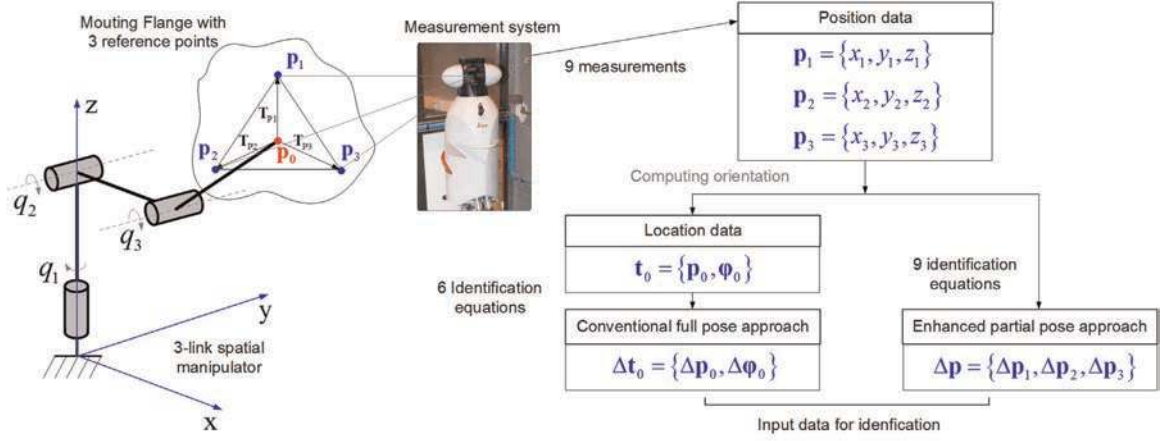 Mouting Flange with
3 reference points
p₁
T_p1
T_p2
T_p3
p₂
p₀
p₃
z
q₂
q₃
q₁
y
x
3-link spatial
manipulator
Measurement system
9 measurements
Position data
p₁ = {x₁, y₁, z₁}
p₂ = {x₂, y₂, z₂}
p₃ = {x₃, y₃, z₃}
Computing orientation
Location data
t₀ = {p₀, φ₀}
6 Identification
equations
9 identification
equations
Conventional full pose approach
Δt₀ = {Δp₀, Δφ₀}
Enhanced partial pose approach
Δp = {Δp₁, Δp₂, Δp₃}
Input data for idenfication